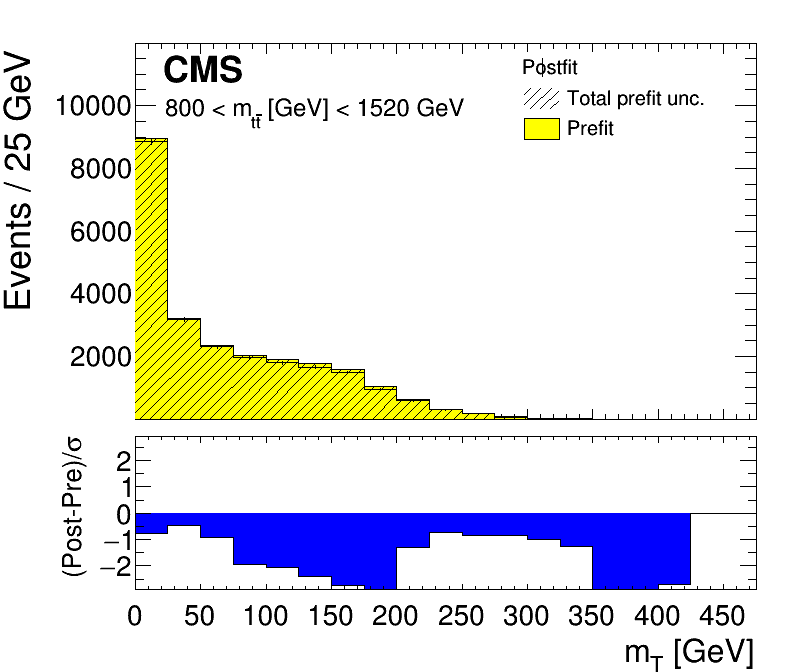 CMS
800 < m_tt̄ [GeV] < 1520 GeV
Postfit
Total prefit unc.
Prefit
Events / 25 GeV
10000
8000
6000
4000
2000
(Post-Pre)/σ
2
1
0
−1
−2
0 50 100 150 200 250 300 350 400 450
m_T [GeV]